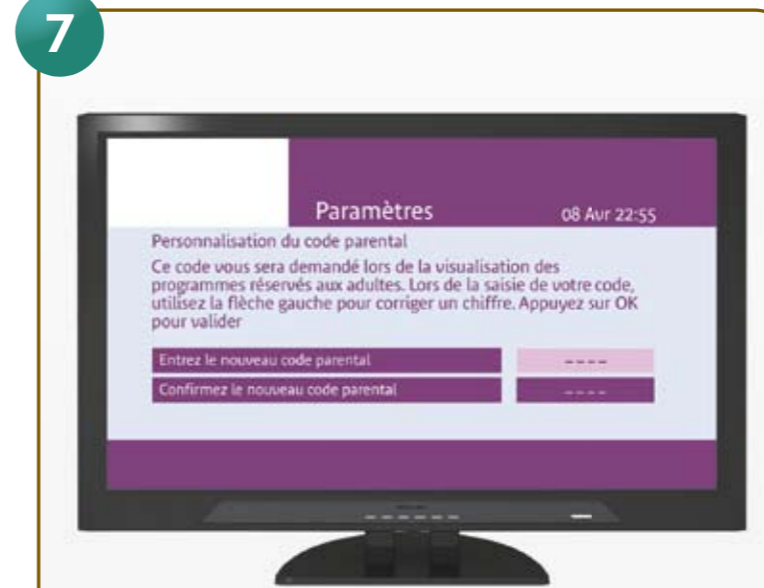 7
Paramètres 08 Avr 22:55
Personnalisation du code parental
Ce code vous sera demandé lors de la visualisation des
programmes réservés aux adultes. Lors de la saisie de votre code,
utilisez la flèche gauche pour corriger un chiffre. Appuyez sur OK
pour valider
Entrez le nouveau code parental ----
Confirmez le nouveau code parental ----